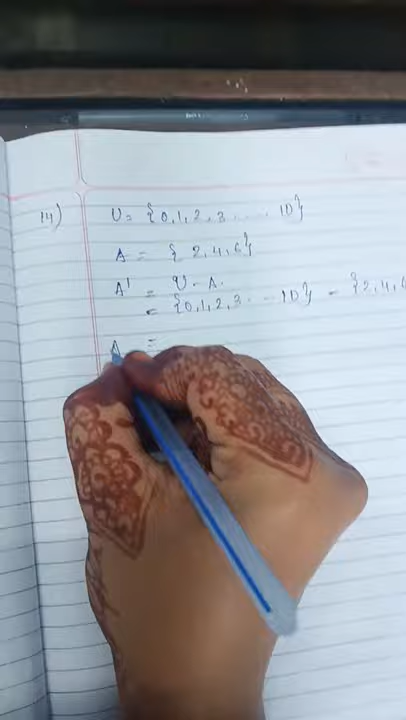 14) U = {0,1,2,3 .... 10}
A = { 2,4,6}
A' = U - A.
= {0,1,2,3 ... 10} - {2,4,6
A =